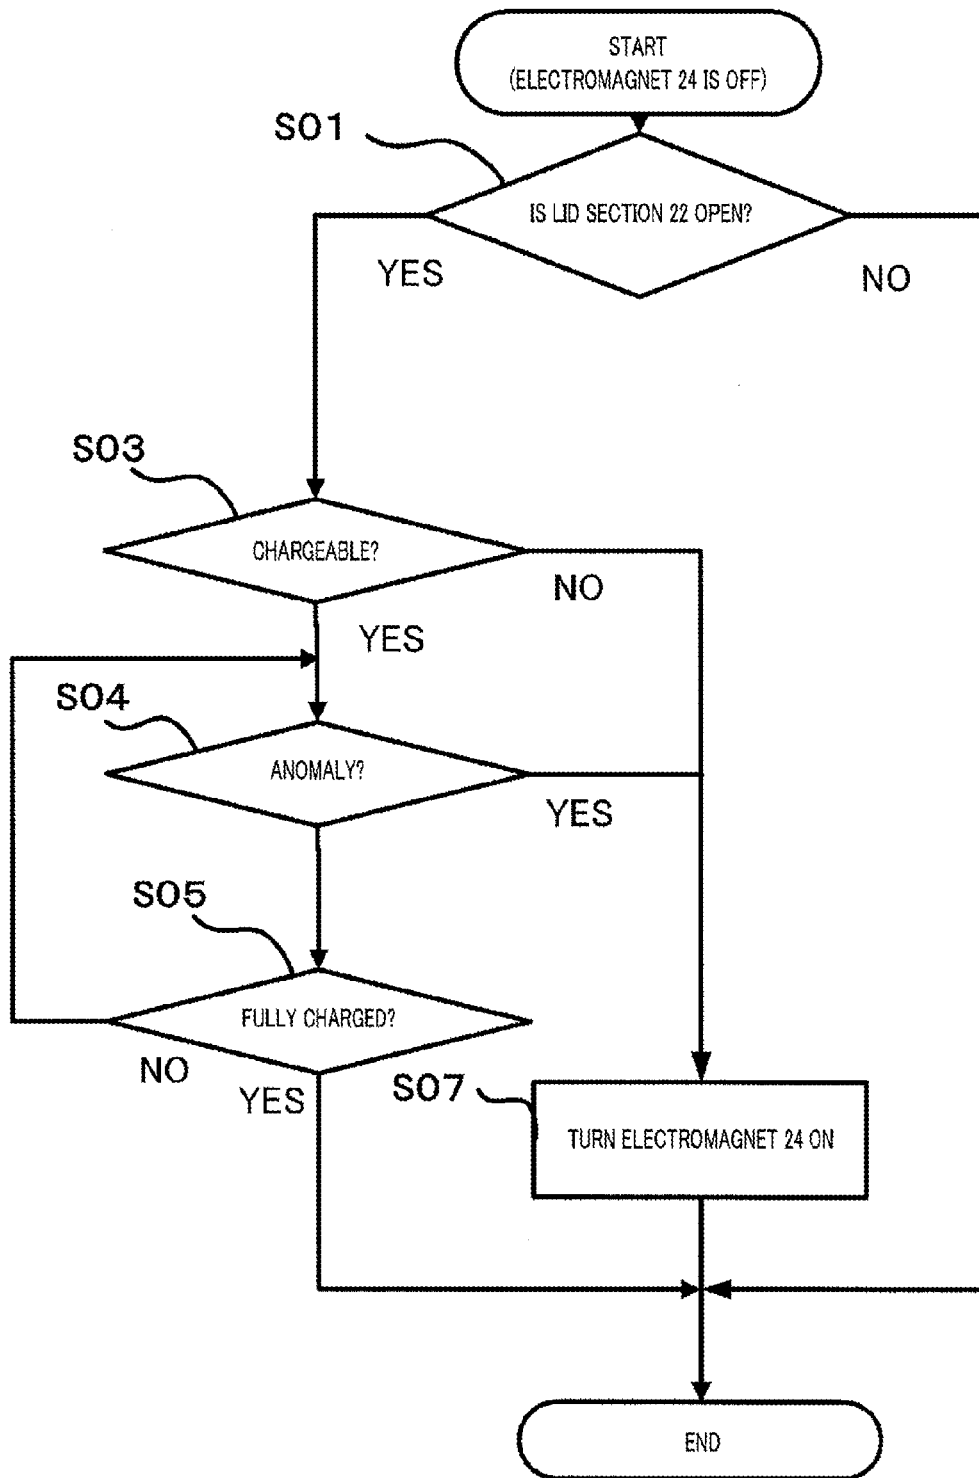 START
(ELECTROMAGNET 24 IS OFF)
S01
IS LID SECTION 22 OPEN?
YES
NO
S03
CHARGEABLE?
NO
YES
S04
ANOMALY?
YES
S05
FULLY CHARGED?
NO
YES
S07
TURN ELECTROMAGNET 24 ON
END